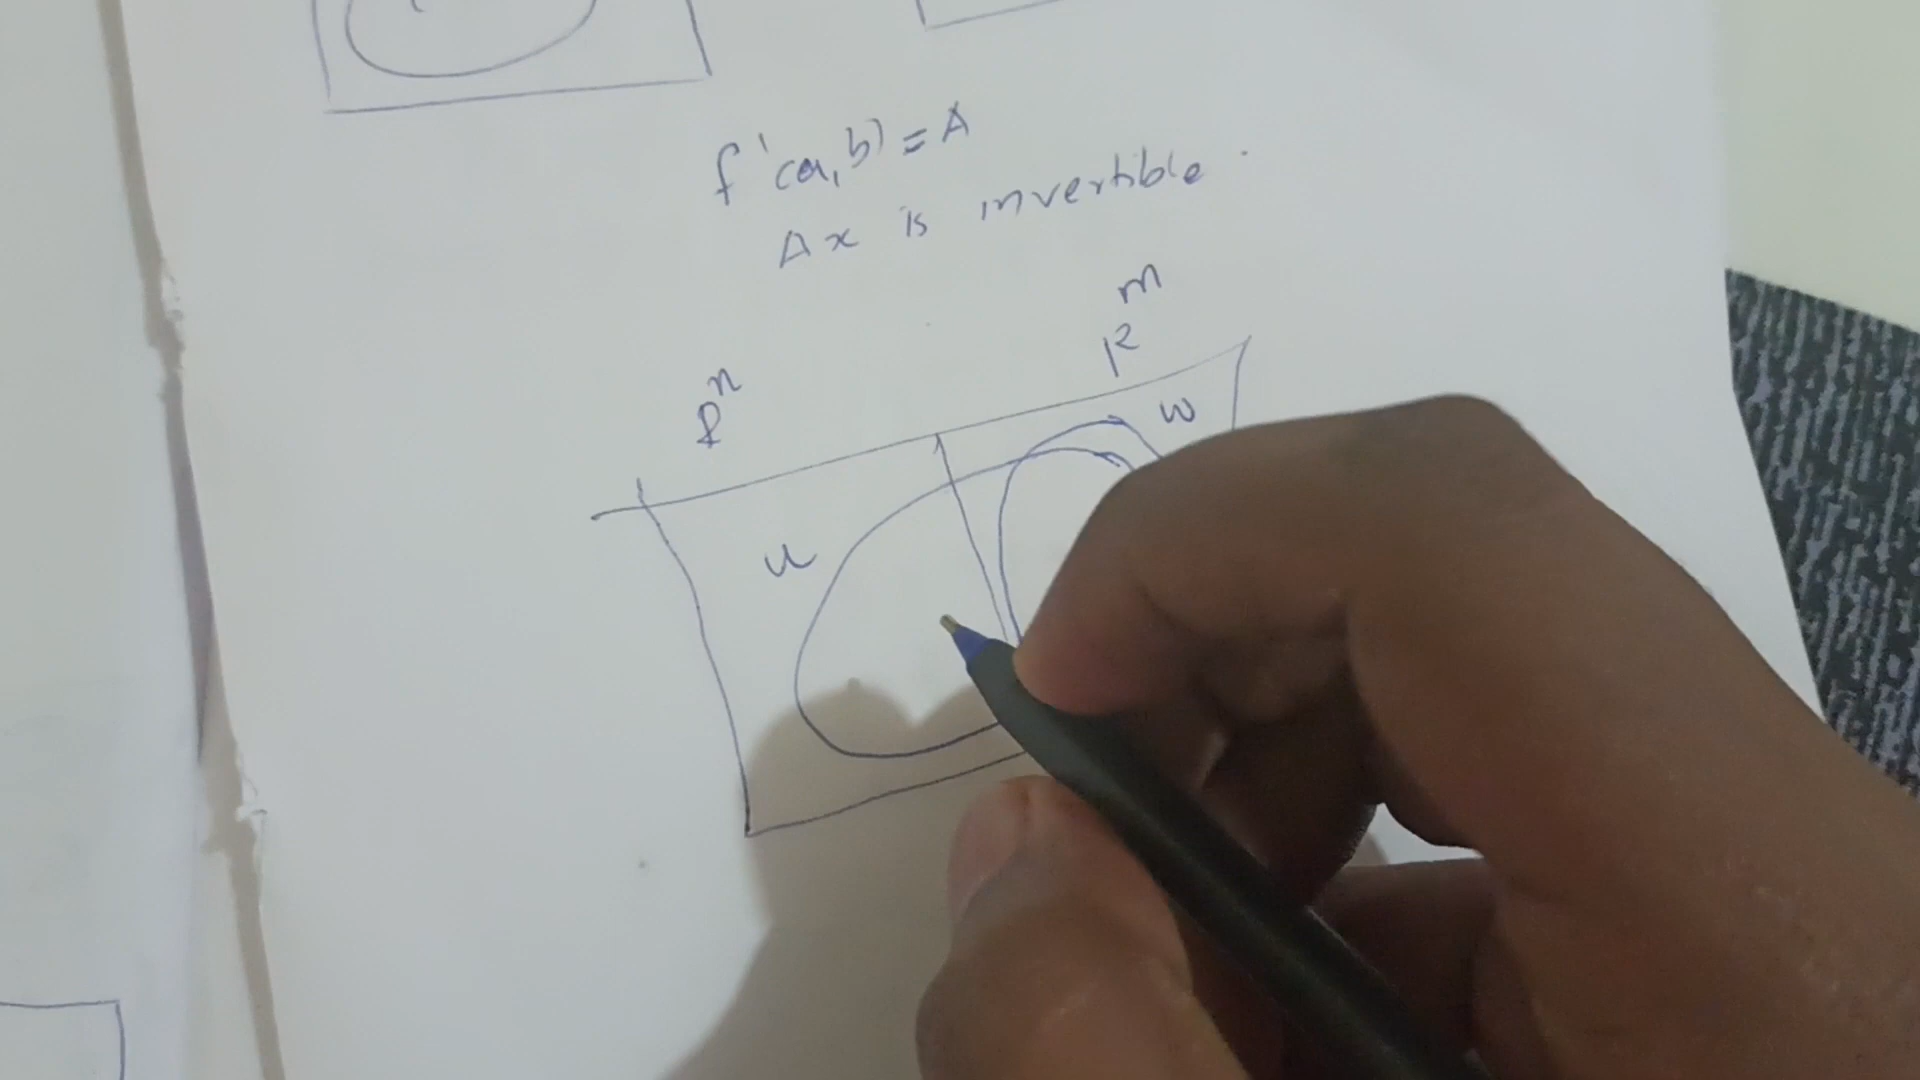 f'(a,b) = A
Ax is invertible.
R^n R^m
u w